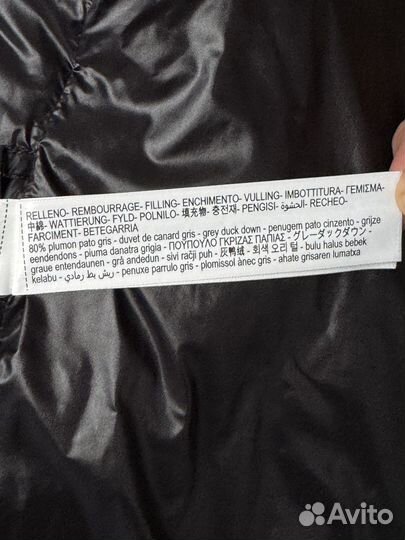 RELLENO- REMBOURRAGE- FILLING- ENCHIMENTO- VULLING- IMBOTTITURA- ΓΕΜΙΣΜΑ-
中綿- WATTIERUNG- FYLD- POLNILO- 填充物- 충전재- PENGISI- الحشوة- RECHEO-
FARCIMENT- BETEGARRIA
80% plumon pato gris - duvet de canard gris - grey duck down - penugem pato cinzento - grijze
eendendons - piuma danatra grigia - ΠΟΥΠΟΥΛΟ ΓΚΡΙΖΑΣ ΠΑΠΙΑΣ - グレーダックダウン -
graue entendaunen - grå andedun - sivi račji puh - 灰鸭绒 - 회색 오리 털 - bulu halus bebek
kelabu - ريش بط رمادي - penuxe parrulo gris - plomissol ànec gris - ahate grisaren lumatxa
Avito